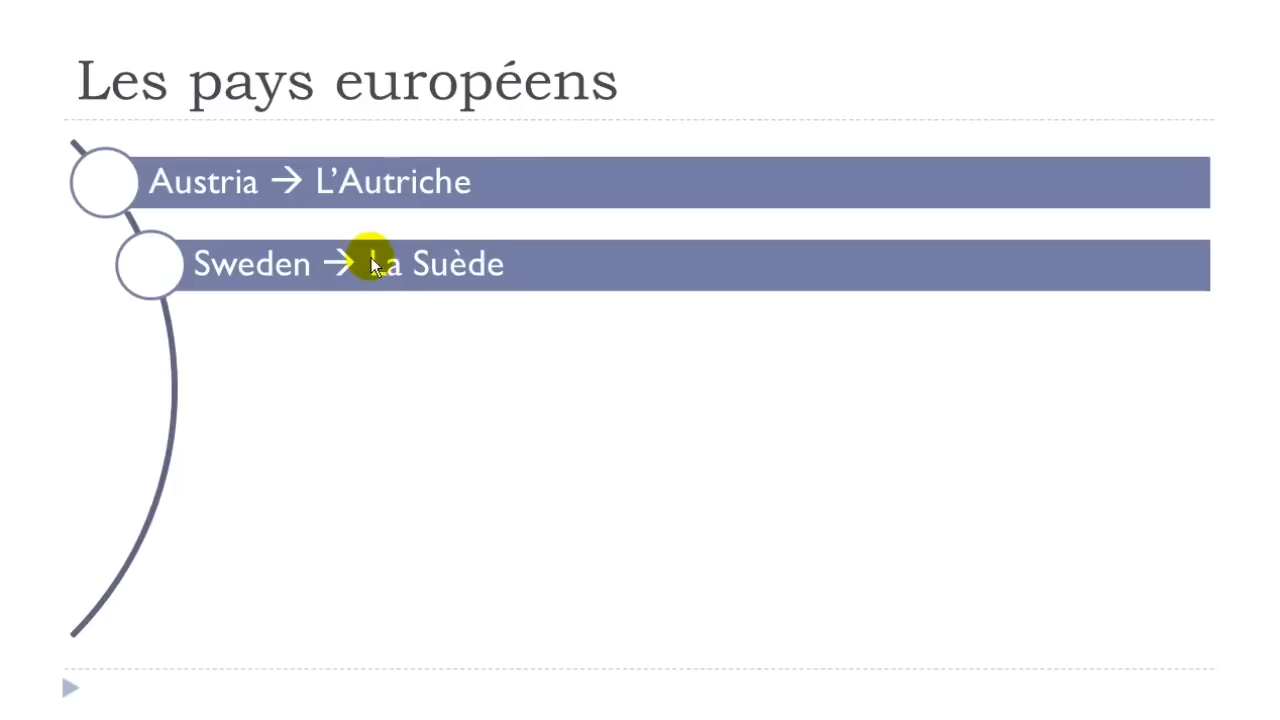 Les pays européens
Austria → L’Autriche
Sweden → La Suède